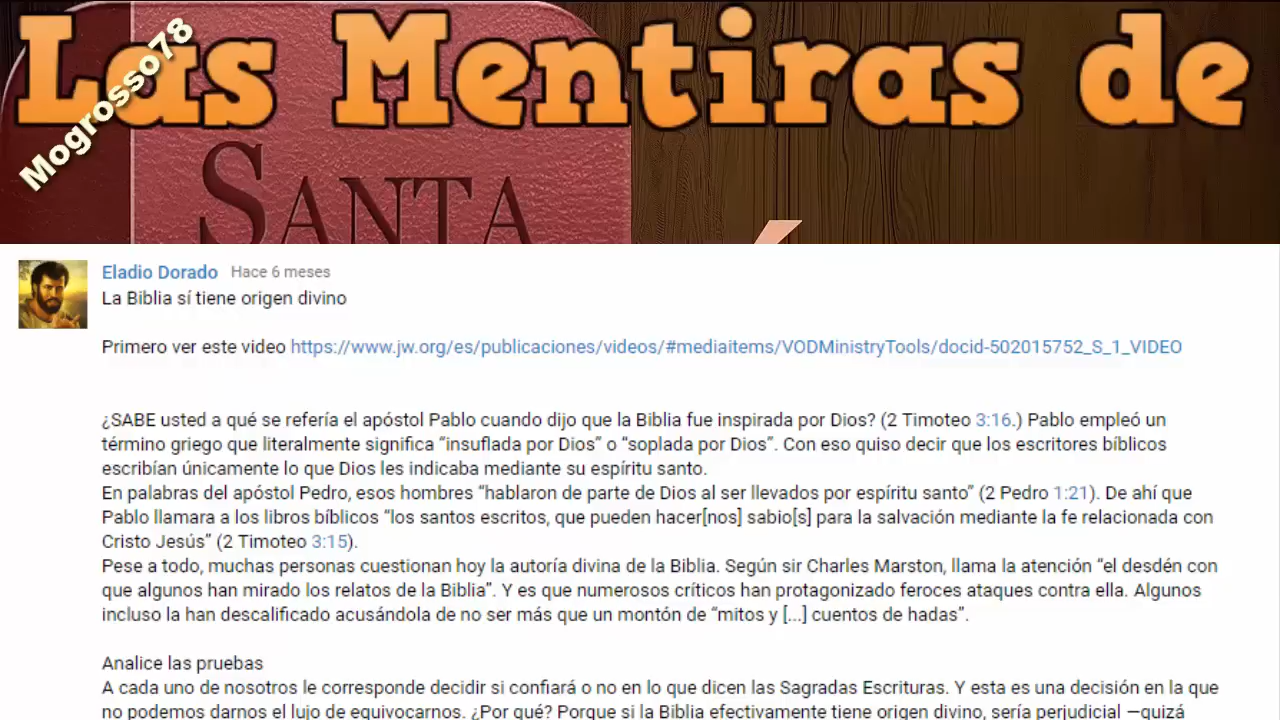 Las Mentiras de
Mogrosso78
SANTA
Eladio Dorado Hace 6 meses
La Biblia sí tiene origen divino
Primero ver este video https://www.jw.org/es/publicaciones/videos/#mediaitems/VODMinistryTools/docid-502015752_S_1_VIDEO
¿SABE usted a qué se refería el apóstol Pablo cuando dijo que la Biblia fue inspirada por Dios? (2 Timoteo 3:16.) Pablo empleó un
término griego que literalmente significa “insuflada por Dios” o “soplada por Dios”. Con eso quiso decir que los escritores bíblicos
escribían únicamente lo que Dios les indicaba mediante su espíritu santo.
En palabras del apóstol Pedro, esos hombres “hablaron de parte de Dios al ser llevados por espíritu santo” (2 Pedro 1:21). De ahí que
Pablo llamara a los libros bíblicos “los santos escritos, que pueden hacer[nos] sabio[s] para la salvación mediante la fe relacionada con
Cristo Jesús” (2 Timoteo 3:15).
Pese a todo, muchas personas cuestionan hoy la autoría divina de la Biblia. Según sir Charles Marston, llama la atención “el desdén con
que algunos han mirado los relatos de la Biblia”. Y es que numerosos críticos han protagonizado feroces ataques contra ella. Algunos
incluso la han descalificado acusándola de no ser más que un montón de “mitos y [...] cuentos de hadas”.
Analice las pruebas
A cada uno de nosotros le corresponde decidir si confiará o no en lo que dicen las Sagradas Escrituras. Y esta es una decisión en la que
no podemos darnos el lujo de equivocarnos. ¿Por qué? Porque si la Biblia efectivamente tiene origen divino, sería perjudicial —quizá